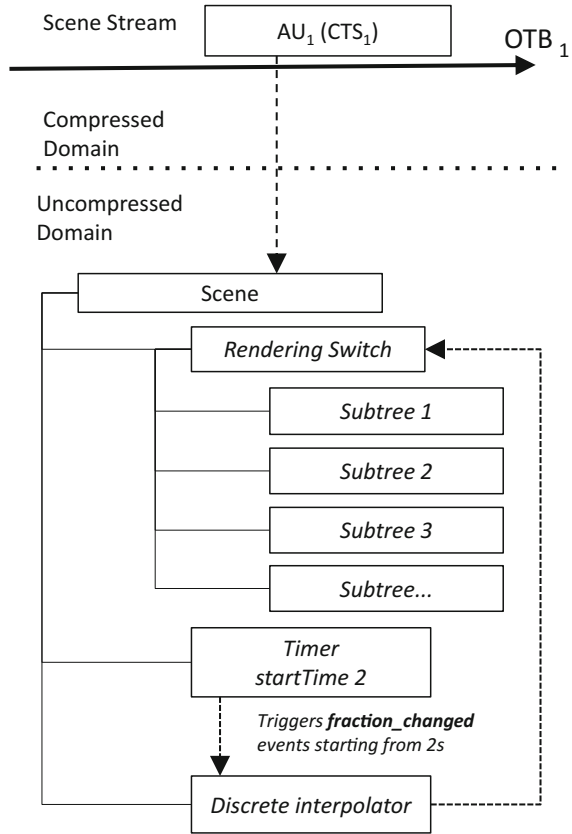 Scene Stream
AU₁ (CTS₁)
OTB ₁
Compressed
Domain
Uncompressed
Domain
Scene
Rendering Switch
Subtree 1
Subtree 2
Subtree 3
Subtree...
Timer
startTime 2
Triggers fraction_changed
events starting from 2s
Discrete interpolator